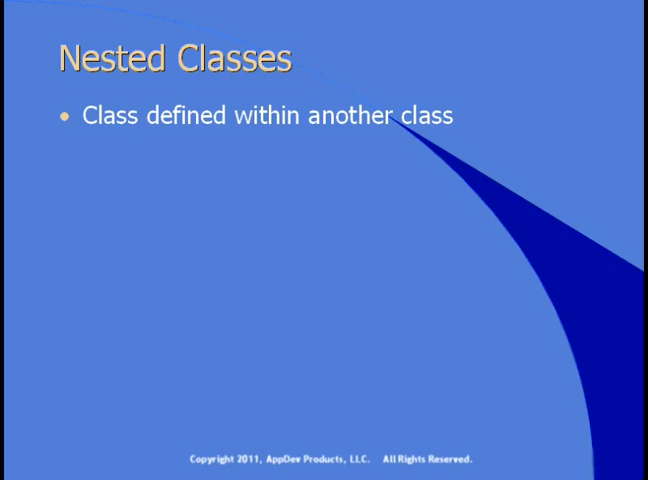 Nested Classes
• Class defined within another class
Copyright 2011, AppDev Products, LLC. All Rights Reserved.